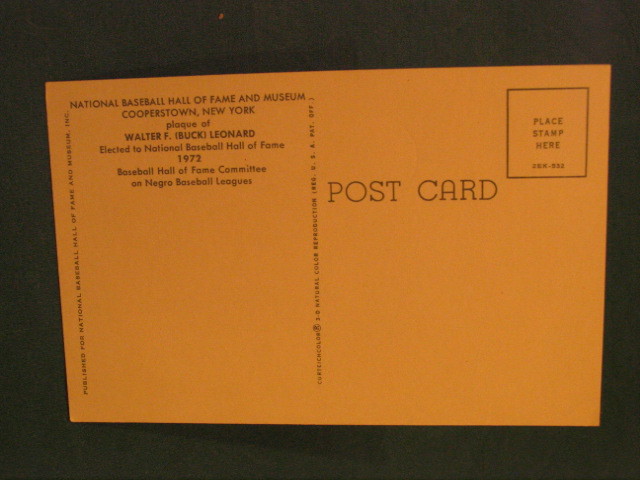 NATIONAL BASEBALL HALL OF FAME AND MUSEUM
COOPERSTOWN, NEW YORK
plaque of
WALTER F. (BUCK) LEONARD
Elected to National Baseball Hall of Fame
1972
Baseball Hall of Fame Committee
on Negro Baseball Leagues
PUBLISHED FOR NATIONAL BASEBALL HALL OF FAME AND MUSEUM, INC.
CURTEICHCOLOR® 3-D NATURAL COLOR REPRODUCTION (REG. U. S. A. PAT. OFF.)
POST CARD
PLACE
STAMP
HERE
2DK-532